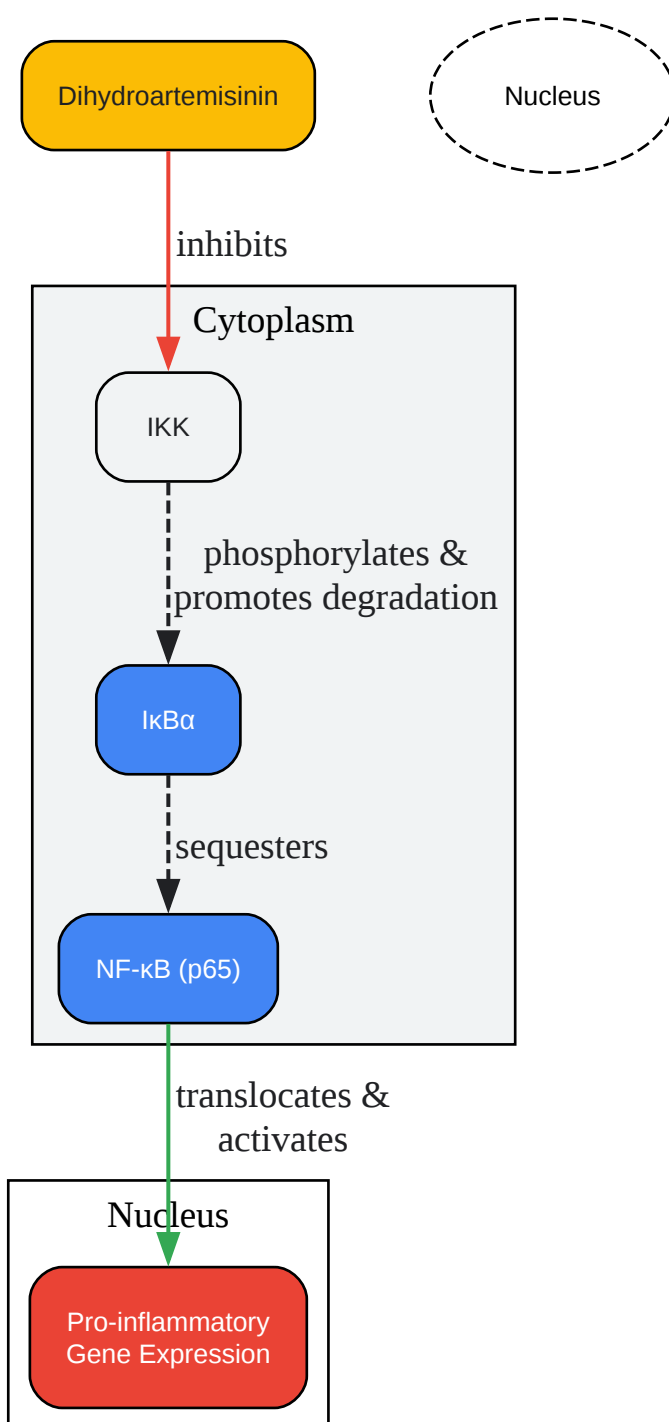 Dihydroartemisinin
Nucleus
inhibits
Cytoplasm
IKK
phosphorylates &
promotes degradation
IκBα
sequesters
NF-κB (p65)
translocates &
activates
Nucleus
Pro-inflammatory
Gene Expression